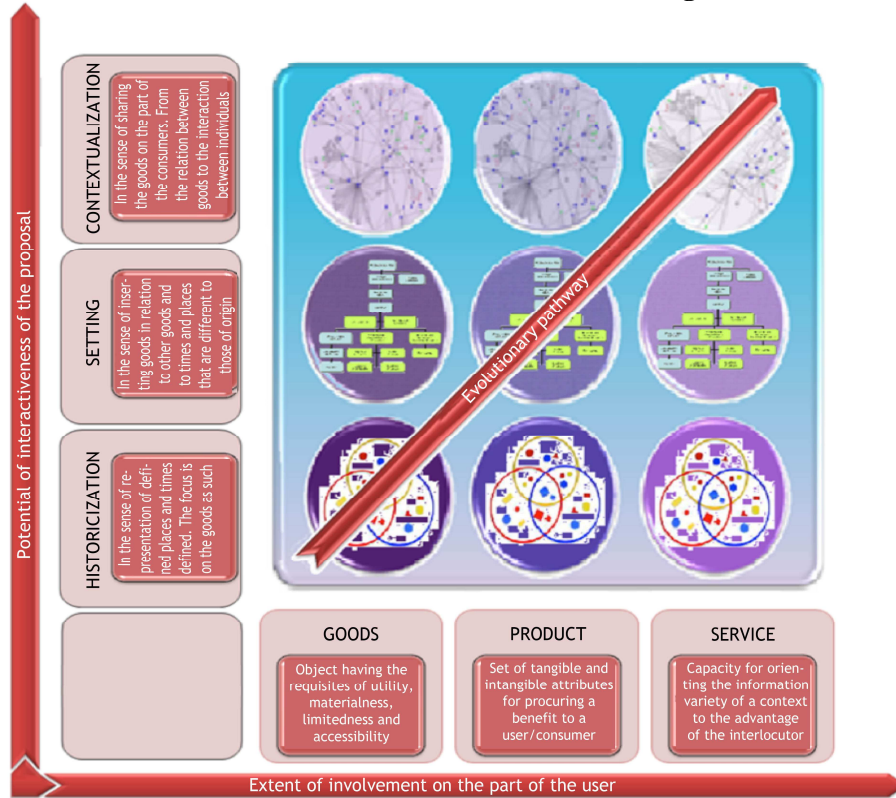 Potential of interactiveness of the proposal
CONTEXTUALIZATION
In the sense of sharing
the goods on the part of
the consumers. From
the relation between
goods to the interaction
between individuals
SETTING
In the sense of inser-
ting goods in relation
to other goods and
to times and places
that are different to
those of origin
HISTORICIZATION
In the sense of re-
presentation of defi-
ned places and times
defined. The focus is
on the goods as such
Evolutionary pathway
GOODS
Object having the
requisites of utility,
materialness,
limitedness and
accessibility
PRODUCT
Set of tangible and
intangible attributes
for procuring a
benefit to a
user/consumer
SERVICE
Capacity for orien-
ting the information
variety of a context
to the advantage
of the interlocutor
Extent of involvement on the part of the user